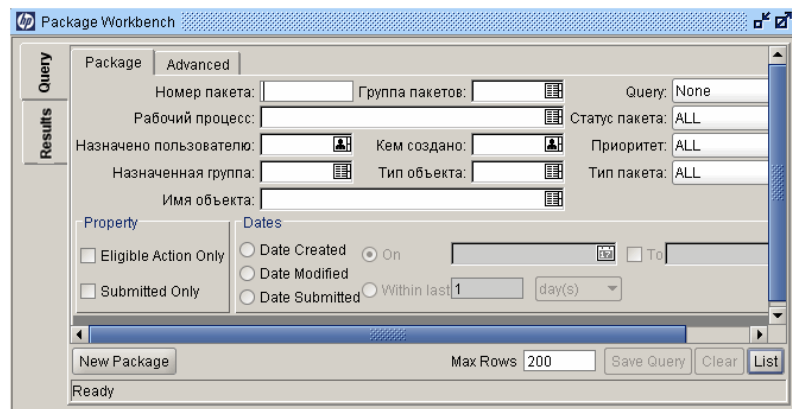 hp Package Workbench
Query
Results
Package Advanced
Номер пакета: Группа пакетов: Query: None
Рабочий процесс: Статус пакета: ALL
Назначено пользователю: Кем создано: Приоритет: ALL
Назначенная группа: Тип объекта: Тип пакета: ALL
Имя объекта:
Property Dates
Eligible Action Only Date Created On 17 To
Date Modified
Submitted Only Date Submitted Within last 1 day(s)
New Package Max Rows 200 Save Query Clear List
Ready